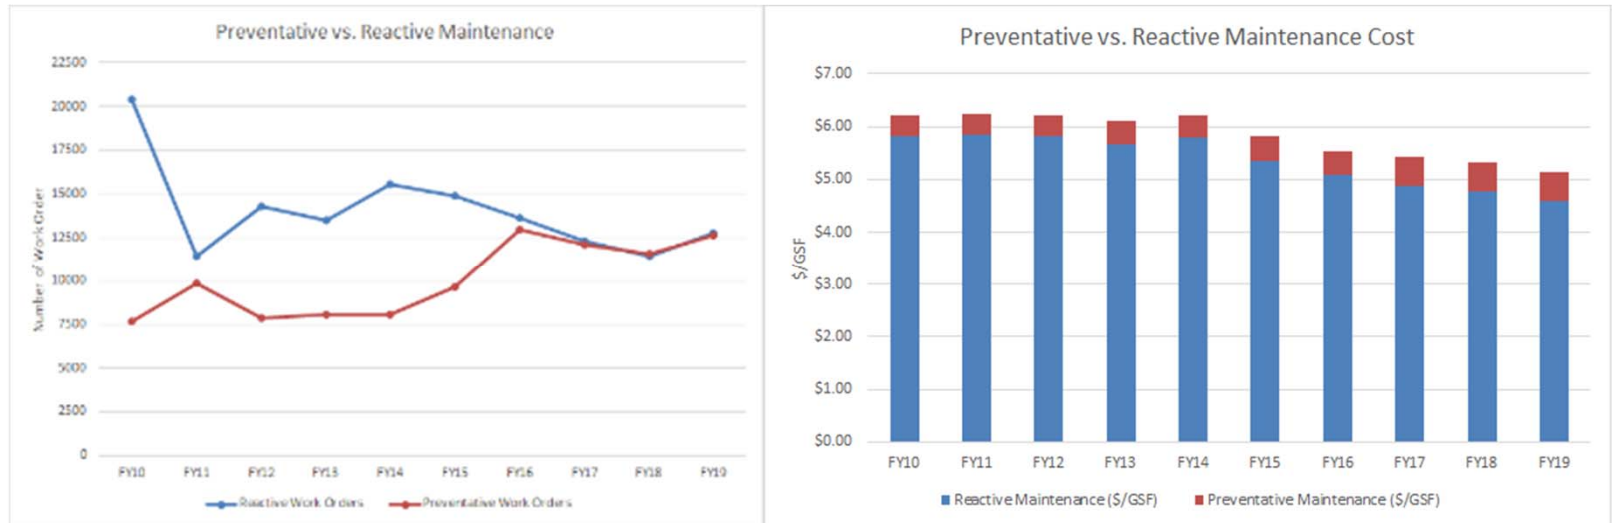 Preventative vs. Reactive Maintenance
22500
20000
17500
15000
12500
10000
7500
5000
2500
0
Number of Work Order
FY10 FY11 FY12 FY13 FY14 FY15 FY16 FY17 FY18 FY19
Reactive Work Orders Preventative Work Orders
Preventative vs. Reactive Maintenance Cost
$7.00
$6.00
$5.00
$4.00
$3.00
$2.00
$1.00
$0.00
$/GSF
FY10 FY11 FY12 FY13 FY14 FY15 FY16 FY17 FY18 FY19
Reactive Maintenance ($/GSF) Preventative Maintenance ($/GSF)